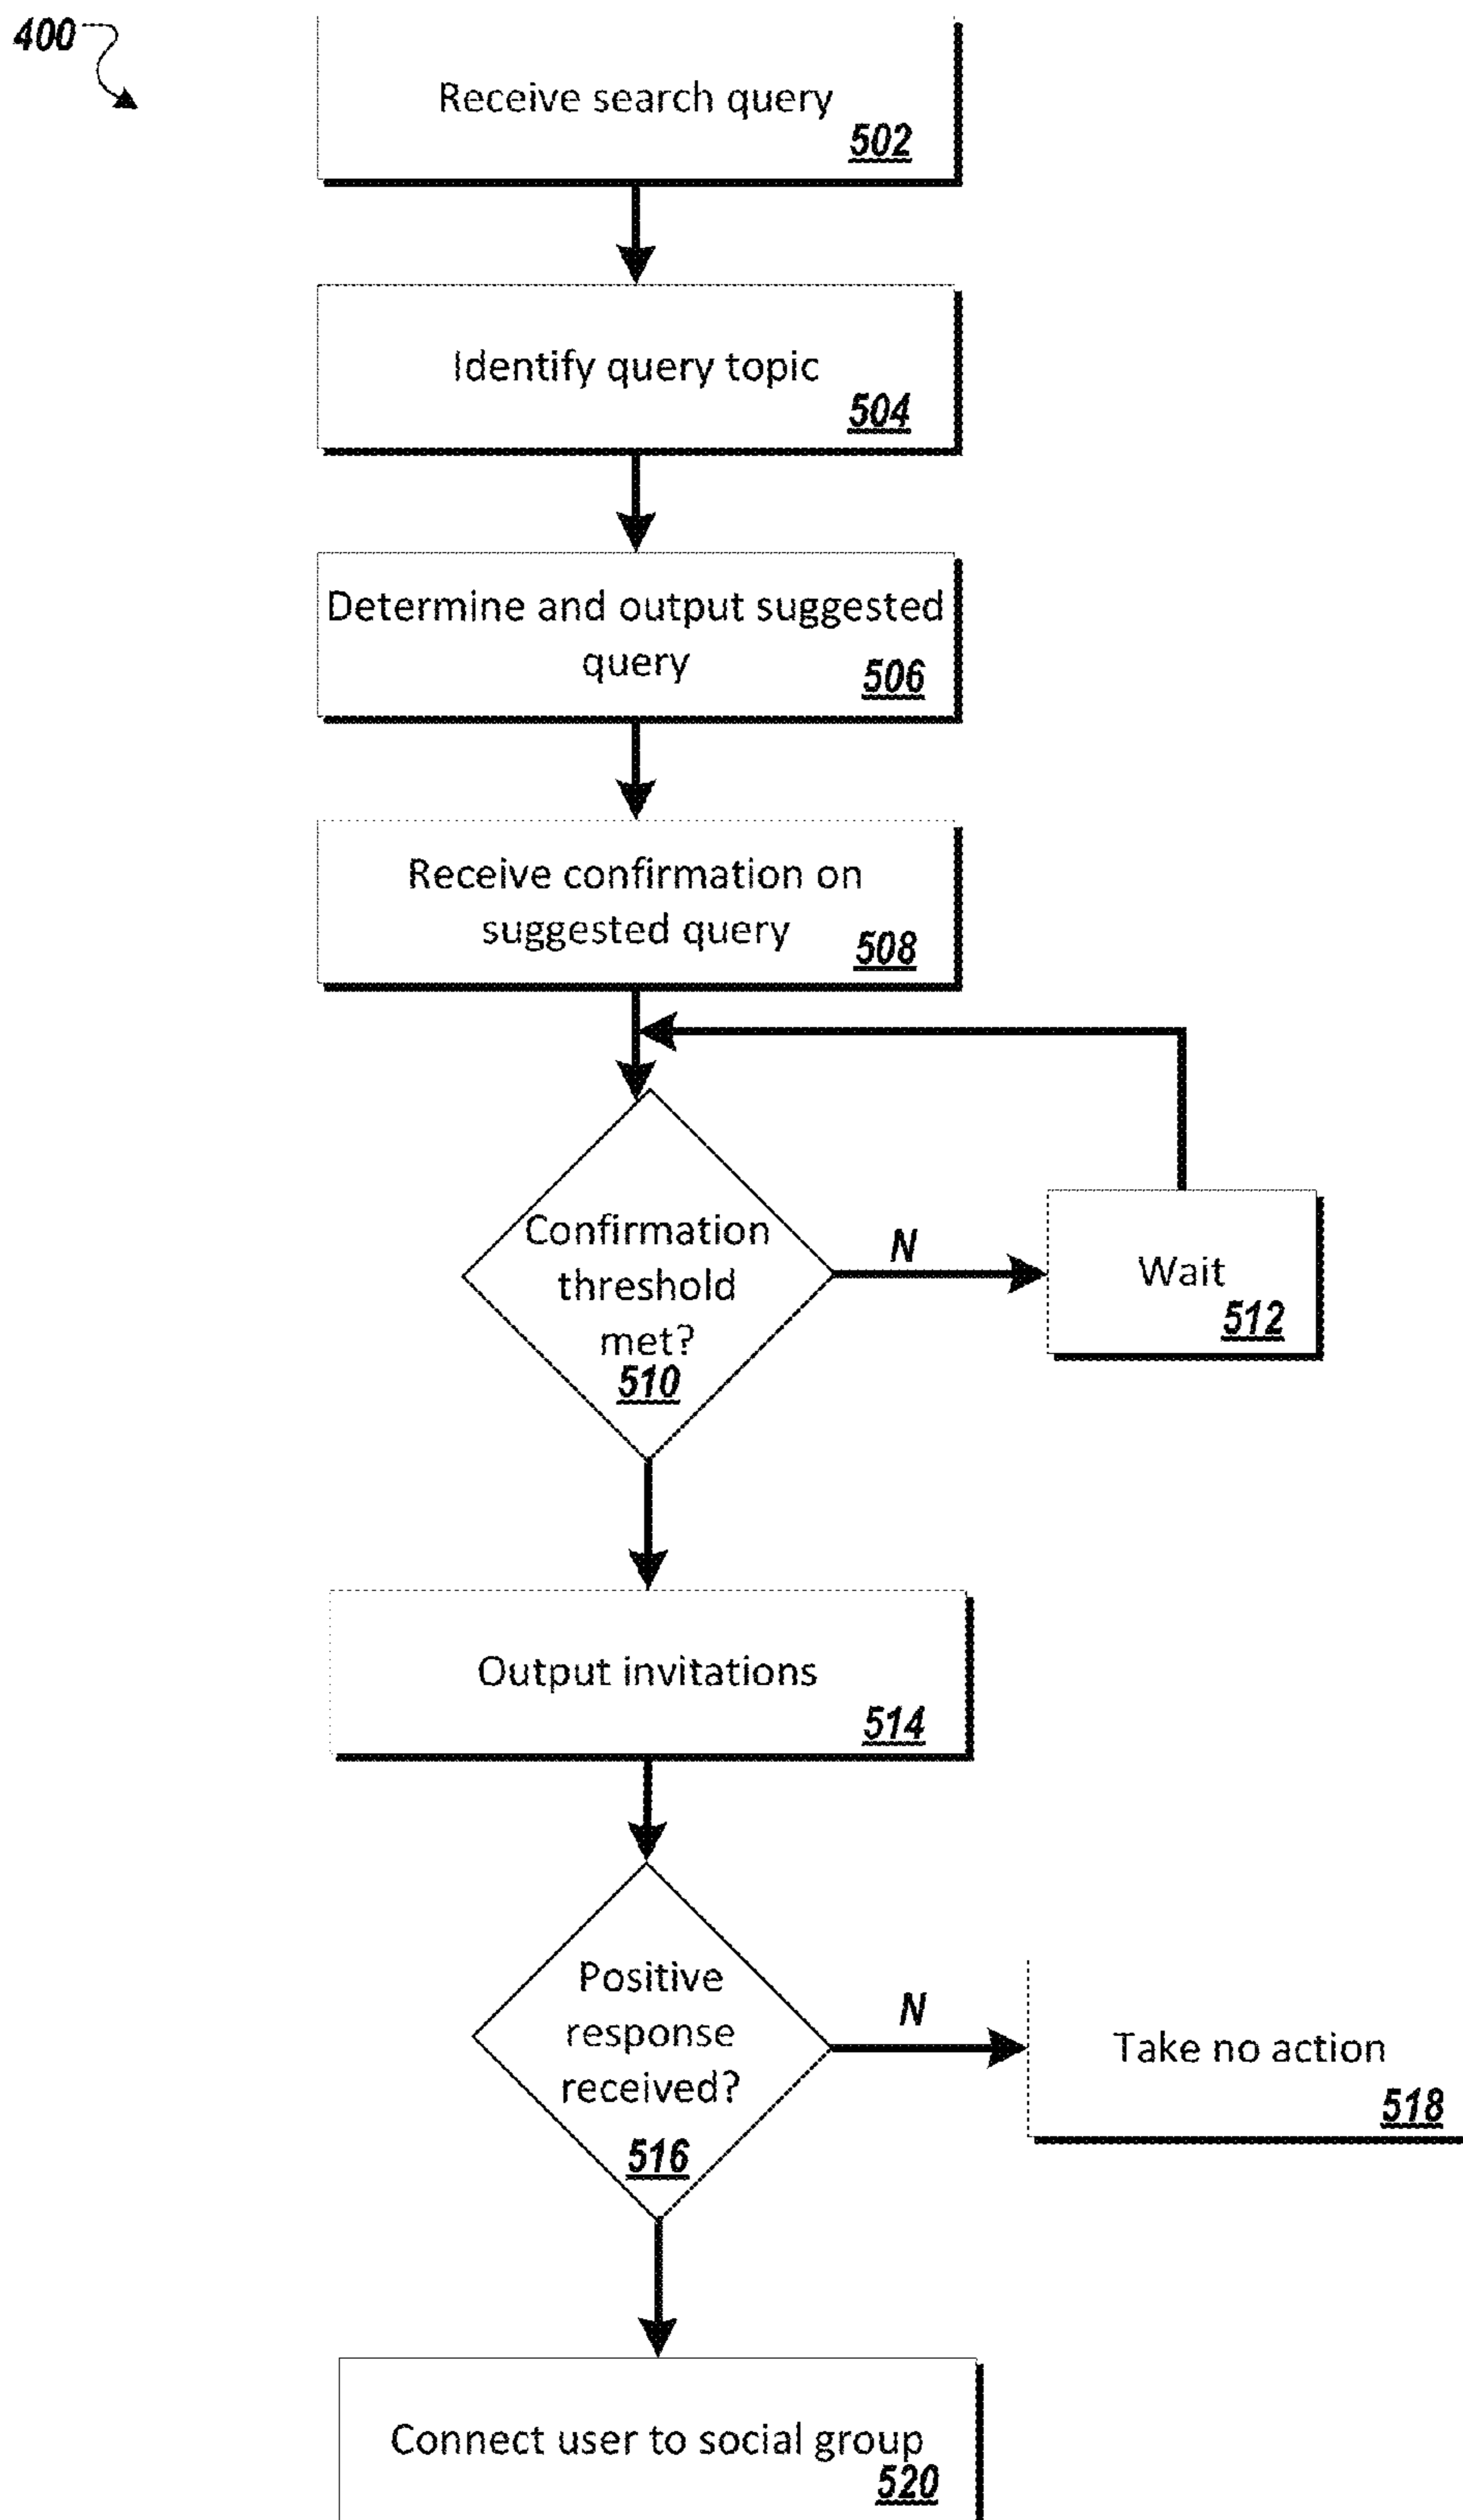 400
Receive search query
502
Identify query topic
504
Determine and output suggested
query
506
Receive confirmation on
suggested query
508
Confirmation
threshold
met?
510
N
Wait
512
Output invitations
514
Positive
response
received?
516
N
Take no action
518
Connect user to social group
520